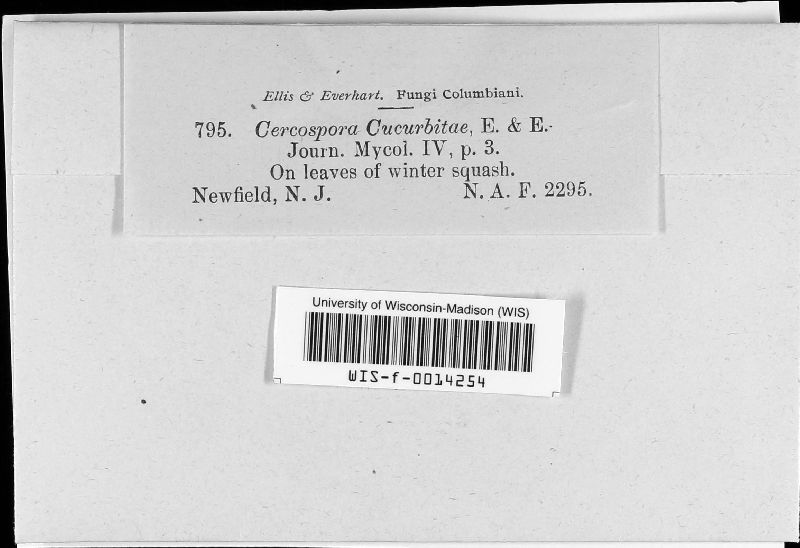 Ellis & Everhart. Fungi Columbiani.
795. Cercospora Cucurbitae, E. & E.
Journ. Mycol. IV, p. 3.
On leaves of winter squash.
Newfield, N. J. N. A. F. 2295.
University of Wisconsin-Madison (WIS)
WIS-f-0014254